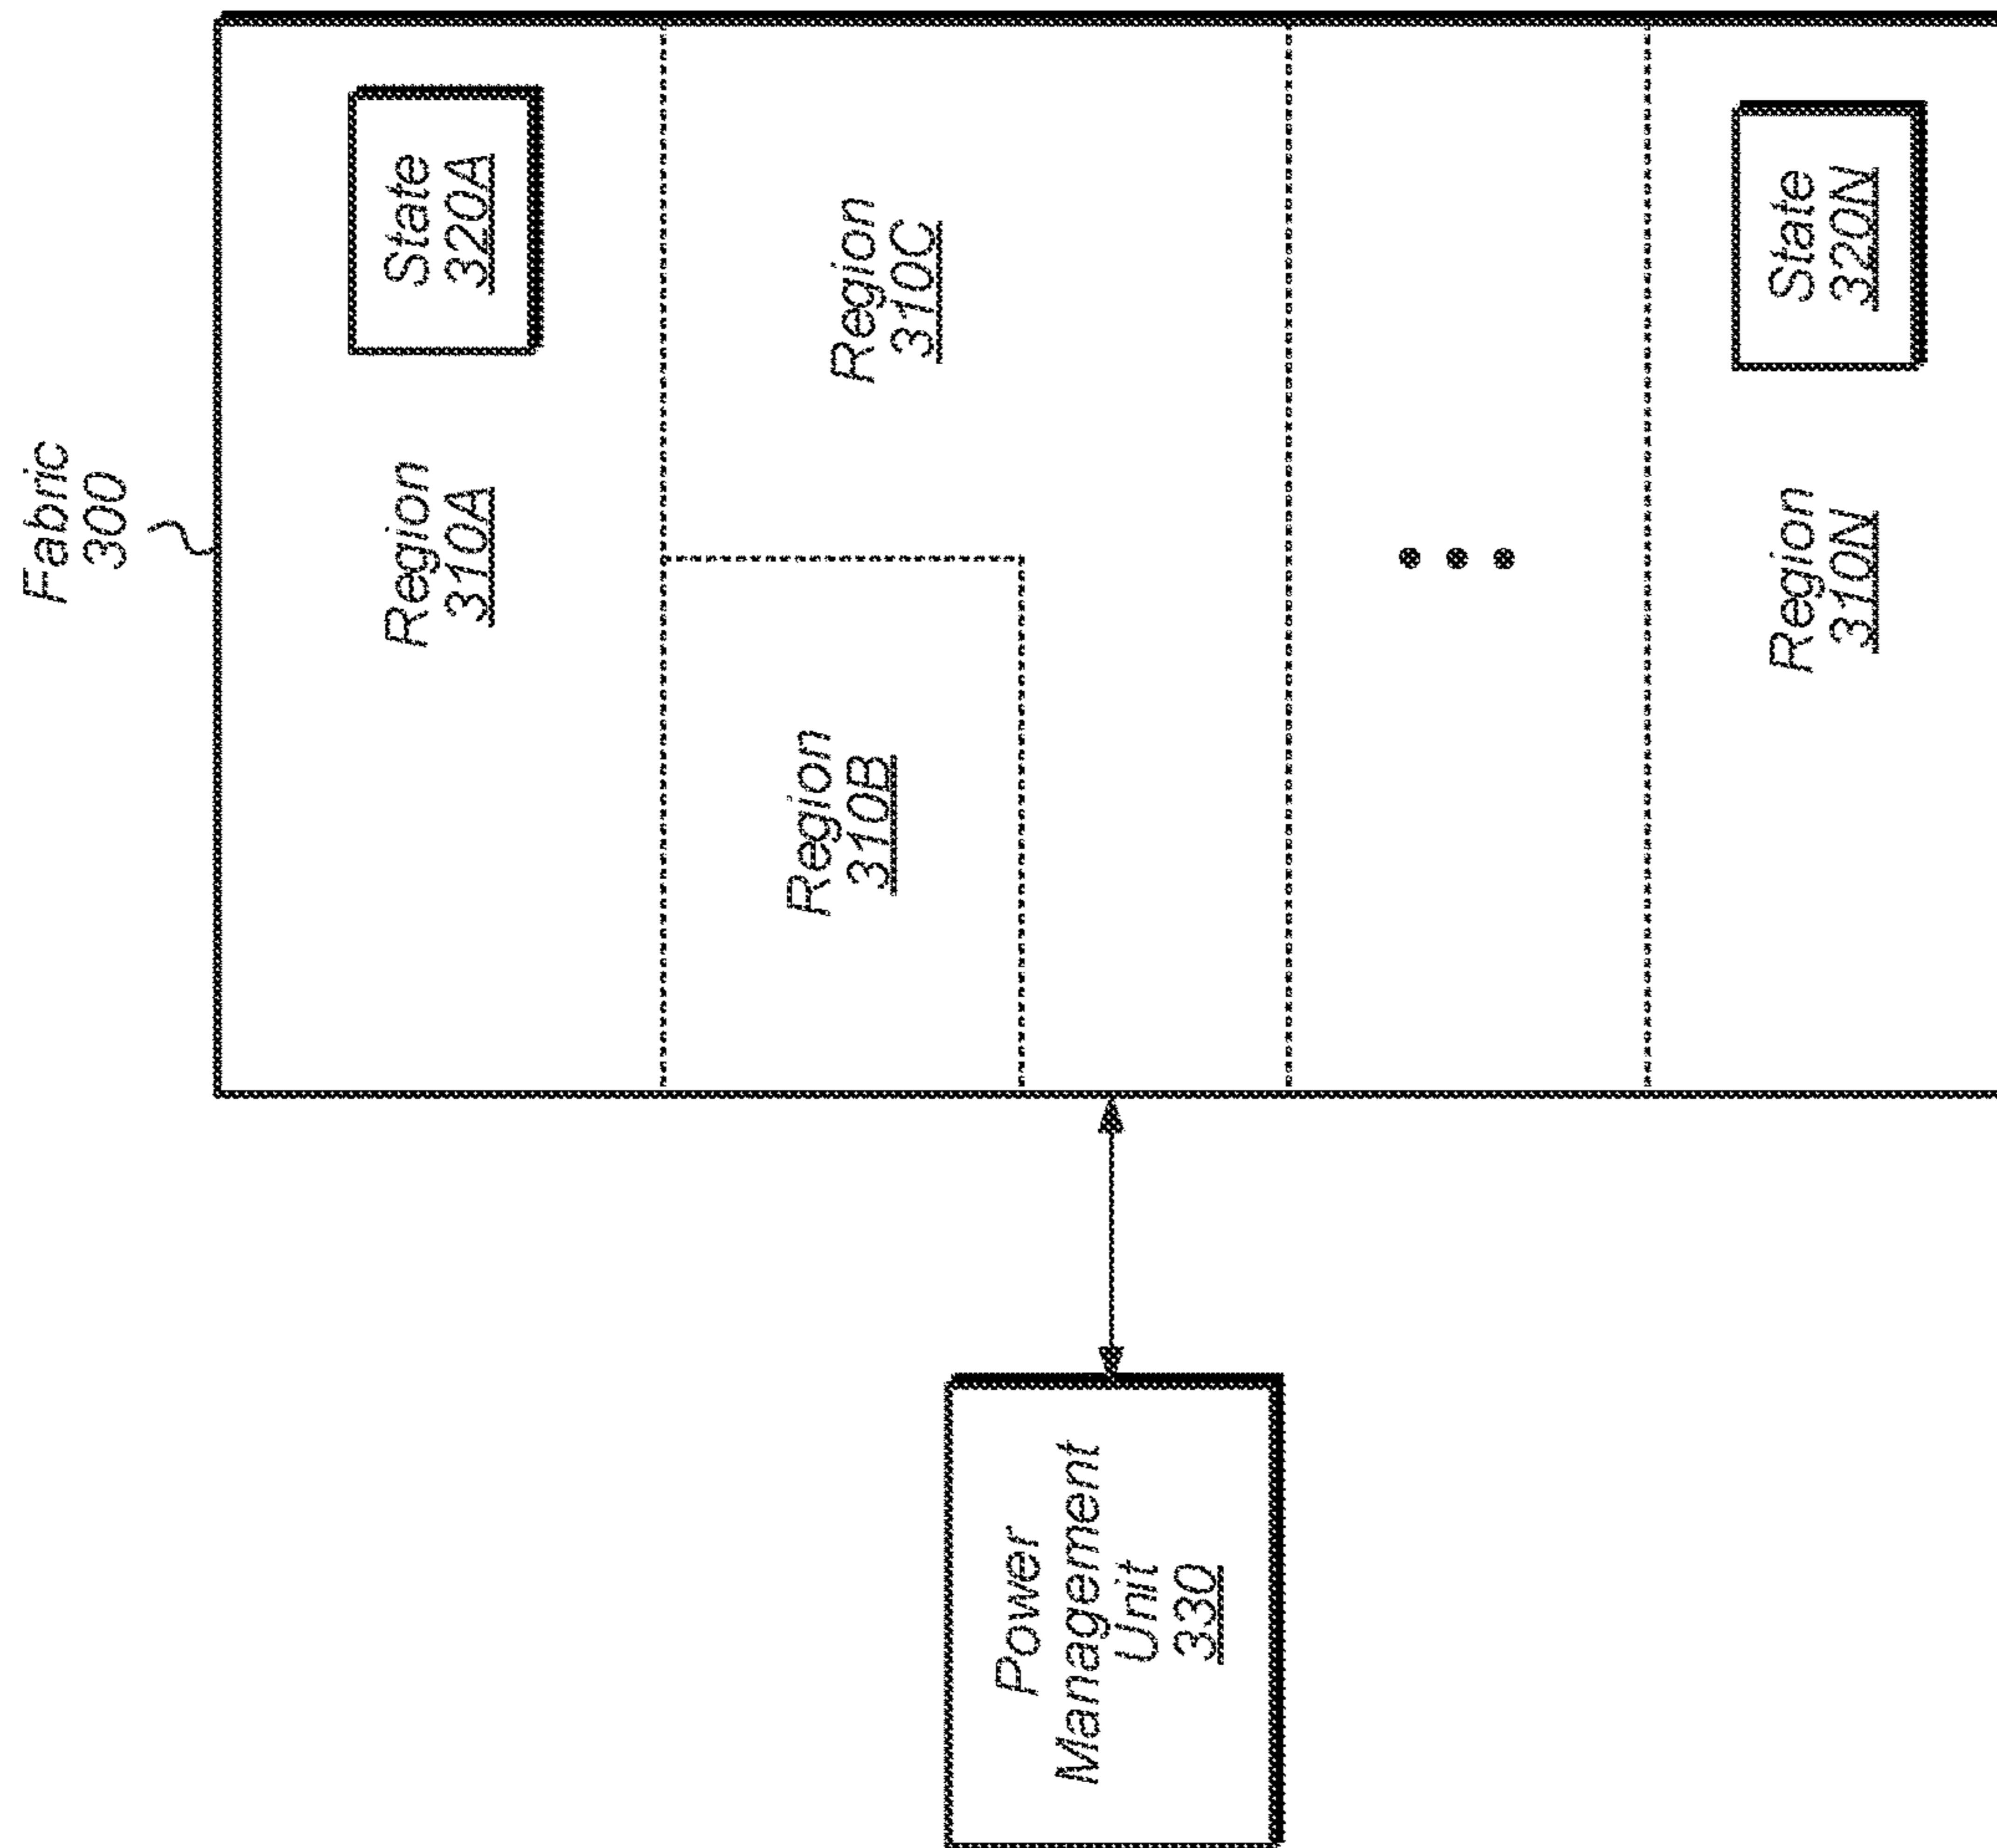 Fabric
300
Region
310A
State
320A
Region
310B
Region
310C
Region
310N
State
320N
Power
Management
Unit
330